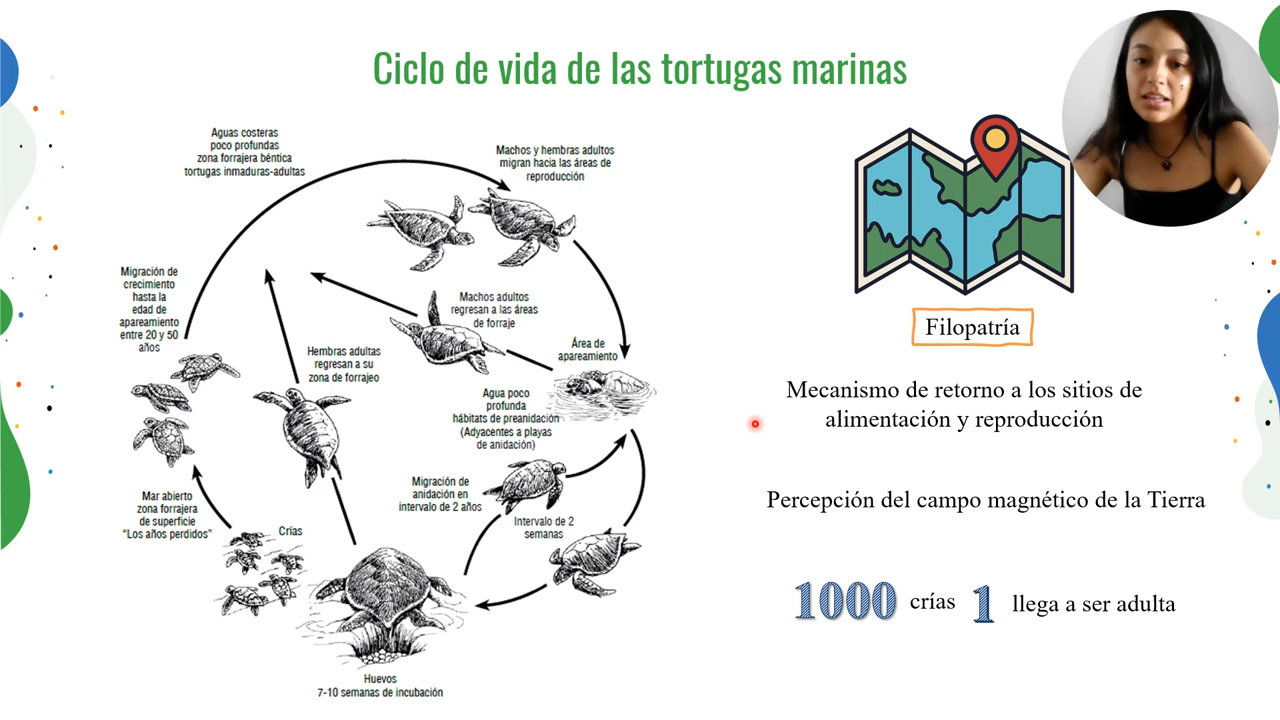 Ciclo de vida de las tortugas marinas
Aguas costeras
poco profundas
zona forrajera béntica
tortugas inmaduras-adultas
Machos y hembras adultos
migran hacia las áreas de
reproducción
Migración de
crecimiento
hasta la
edad de
apareamiento
entre 20 y 50
años
Machos adultos
regresan a las áreas
de forraje
Hembras adultas
regresan a su
zona de forrajeo
Área de
apareamiento
Agua poco
profunda
hábitats de preanidación
(Adyacentes a playas
de anidación)
Migración de
anidación en
intervalo de 2 años
Intervalo de 2
semanas
Mar abierto
zona forrajera
de superficie
“Los años perdidos”
Crías
Huevos
7-10 semanas de incubación
Filopatría
Mecanismo de retorno a los sitios de
alimentación y reproducción
Percepción del campo magnético de la Tierra
1000 crías 1 llega a ser adulta